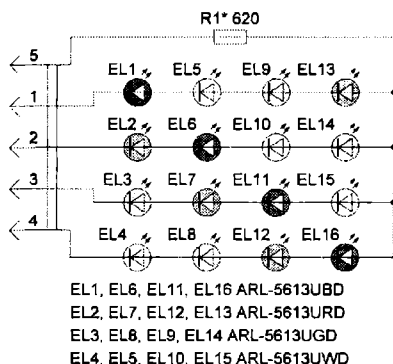 R1* 620
5
EL1 EL5 EL9 EL13
1
EL2 EL6 EL10 EL14
2
EL3 EL7 EL11 EL15
3
4
EL4 EL8 EL12 EL16
EL1, EL6, EL11, EL16 ARL-5613UBD
EL2, EL7, EL12, EL13 ARL-5613URD
EL3, EL8, EL9, EL14 ARL-5613UGD
EL4, EL5, EL10, EL15 ARL-5613UWD